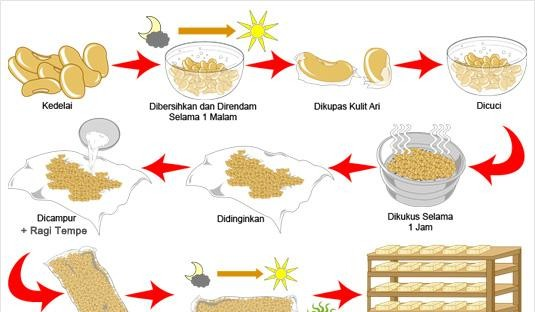 Kedelai
Dibersihkan dan Direndam
Selama 1 Malam
Dikupas Kulit Ari
Dicuci
Dikukus Selama
1 Jam
Didinginkan
Dicampur
+ Ragi Tempe